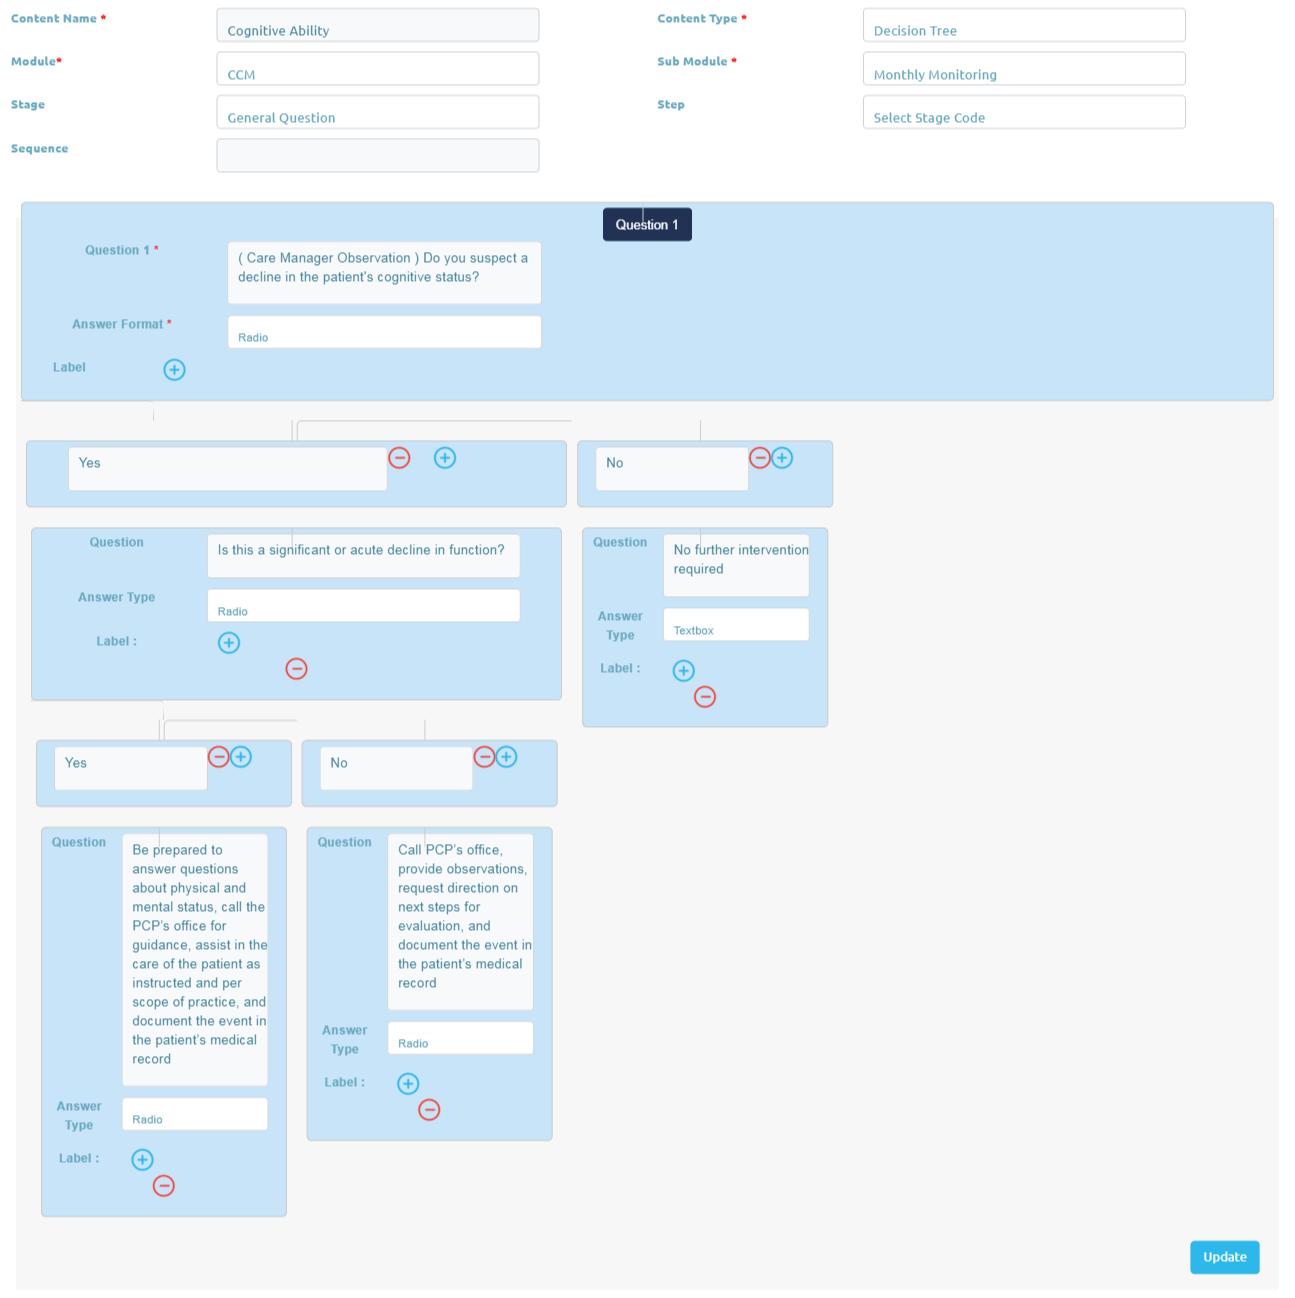 Content Name *
Cognitive Ability
Content Type *
Decision Tree
Module*
CCM
Sub Module *
Monthly Monitoring
Stage
General Question
Step
Select Stage Code
Sequence
Question 1
Question 1 *
( Care Manager Observation ) Do you suspect a
decline in the patient's cognitive status?
Answer Format *
Radio
Label
Yes
No
Question
Is this a significant or acute decline in function?
Answer Type
Radio
Label :
Question
No further intervention
required
Answer
Type
Textbox
Label :
Yes
No
Question
Be prepared to
answer questions
about physical and
mental status, call the
PCP's office for
guidance, assist in the
care of the patient as
instructed and per
scope of practice, and
document the event in
the patient's medical
record
Answer
Type
Radio
Label :
Question
Call PCP's office,
provide observations,
request direction on
next steps for
evaluation, and
document the event in
the patient's medical
record
Answer
Type
Radio
Label :
Update